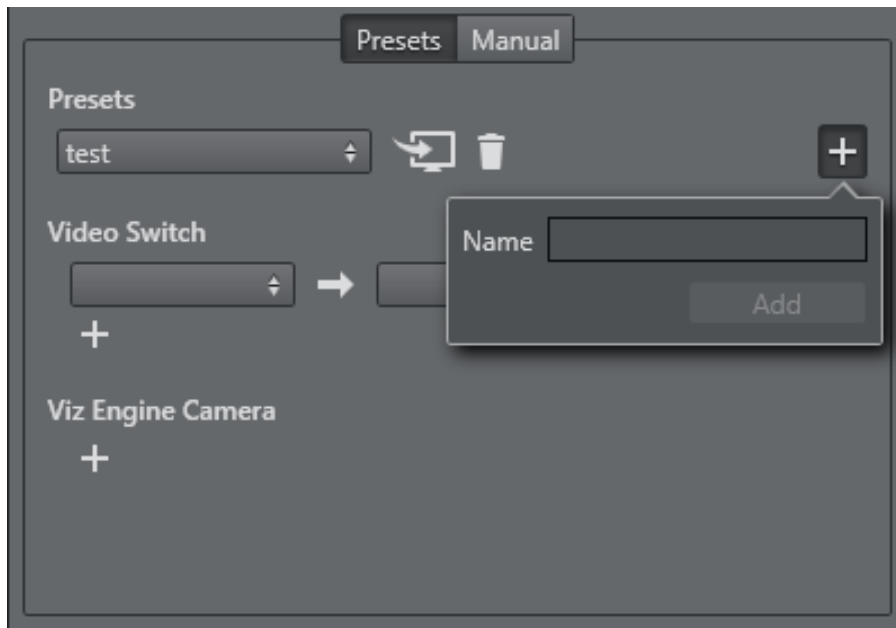 Presets Manual
Presets
test
Video Switch
Name
Add
Viz Engine Camera